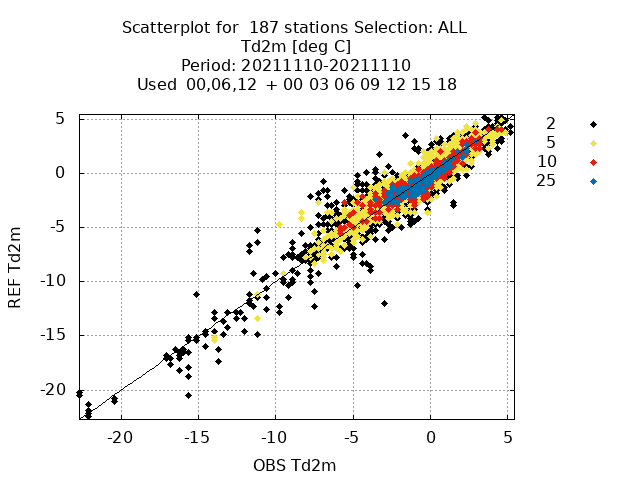 Scatterplot for  187 stations Selection: ALL
Td2m [deg C]
Period: 20211110-20211110
Used  00,06,12  + 00 03 06 09 12 15 18
2
5
10
25
5
0
-5
-10
-15
-20
REF Td2m
-20 -15 -10 -5 0 5
OBS Td2m